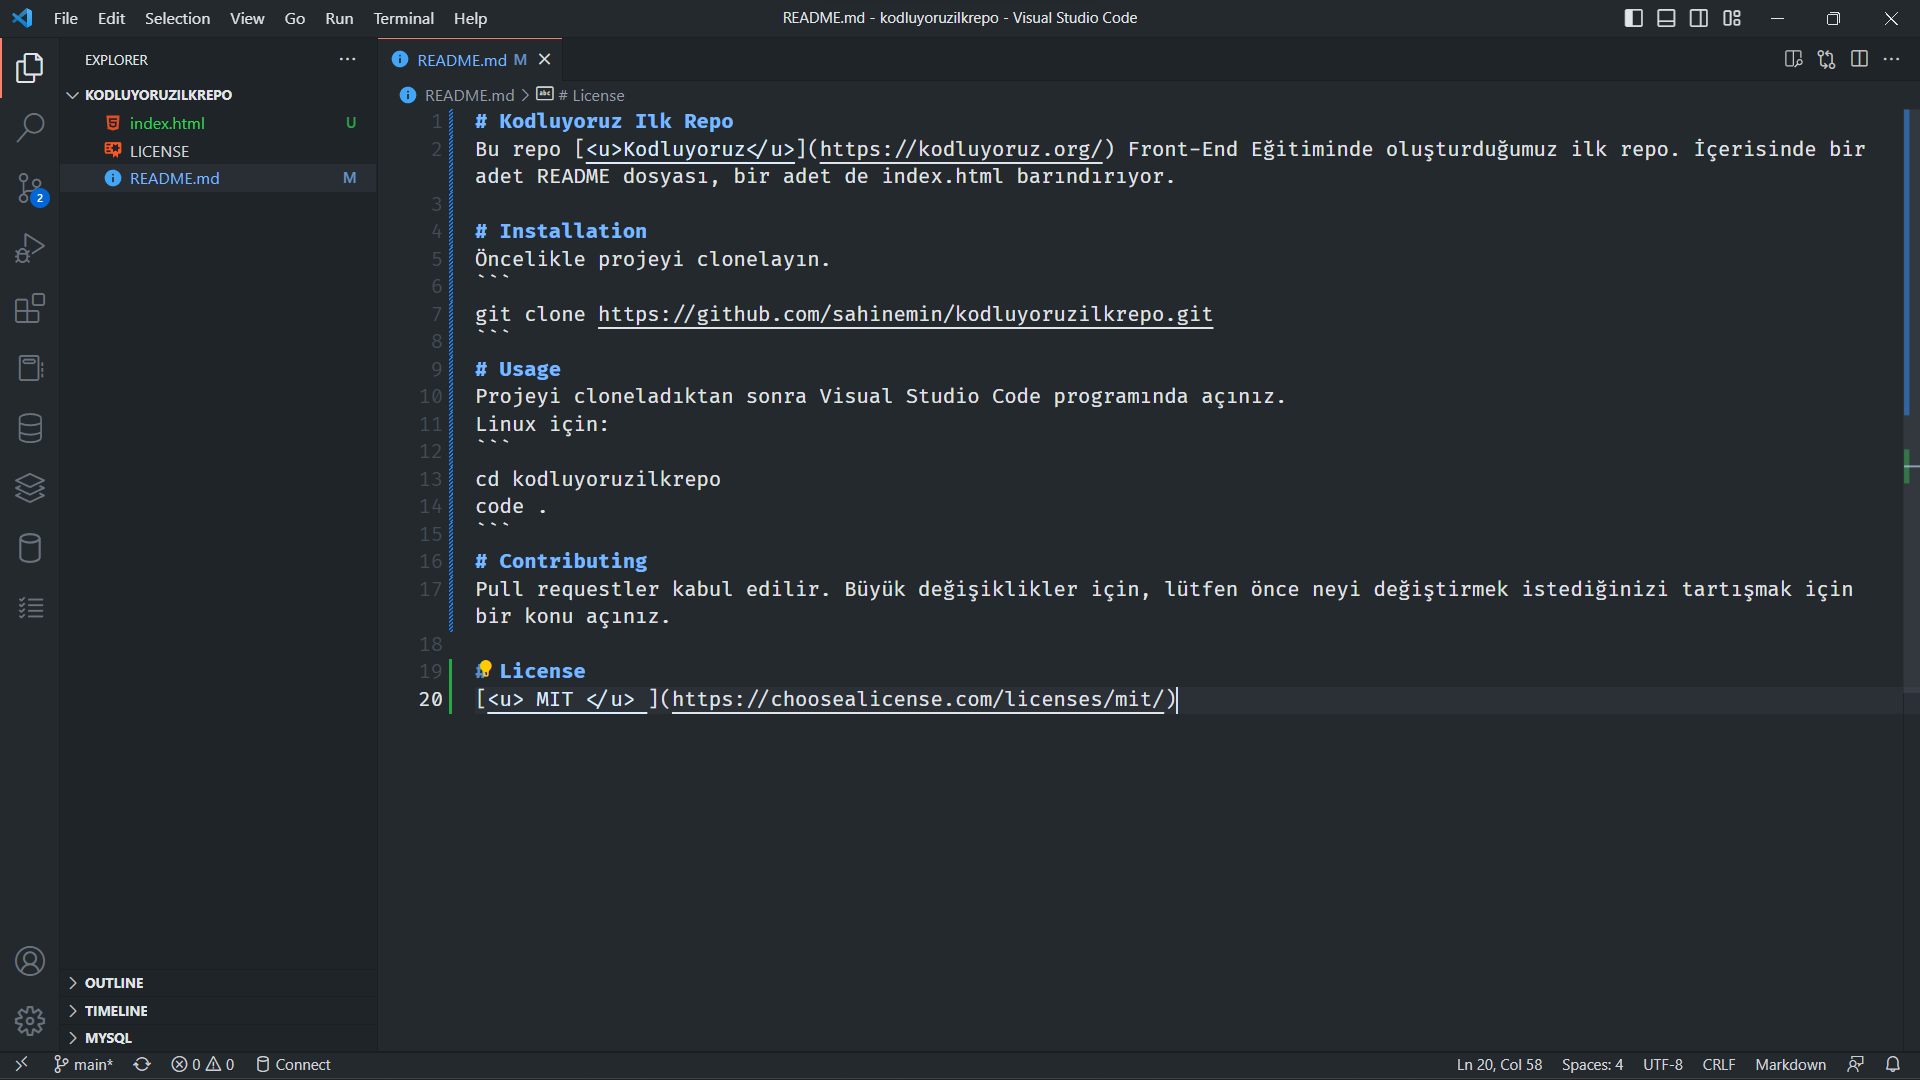 File Edit Selection View Go Run Terminal Help
README.md - kodluyoruzilkrepo - Visual Studio Code
EXPLORER
KODLUYORUZILKREPO
index.html U
LICENSE
README.md M
OUTLINE
TIMELINE
MYSQL
2
README.md M
README.md > # License
1 # Kodluyoruz Ilk Repo
2 Bu repo [<u>Kodluyoruz</u>](https://kodluyoruz.org/) Front-End Eğitiminde oluşturduğumuz ilk repo. İçerisinde bir
adet README dosyası, bir adet de index.html barındırıyor.
3
4 # Installation
5 Öncelikle projeyi clonelayın.
6 ```
7 git clone https://github.com/sahinemin/kodluyoruzilkrepo.git
8 ```
9 # Usage
10 Projeyi cloneladıktan sonra Visual Studio Code programında açınız.
11 Linux için:
12 ```
13 cd kodluyoruzilkrepo
14 code .
15 ```
16 # Contributing
17 Pull requestler kabul edilir. Büyük değişiklikler için, lütfen önce neyi değiştirmek istediğinizi tartışmak için
bir konu açınız.
18
19 # License
20 [<u> MIT </u> ](https://choosealicense.com/licenses/mit/)
main* 0 0 Connect
Ln 20, Col 58 Spaces: 4 UTF-8 CRLF Markdown